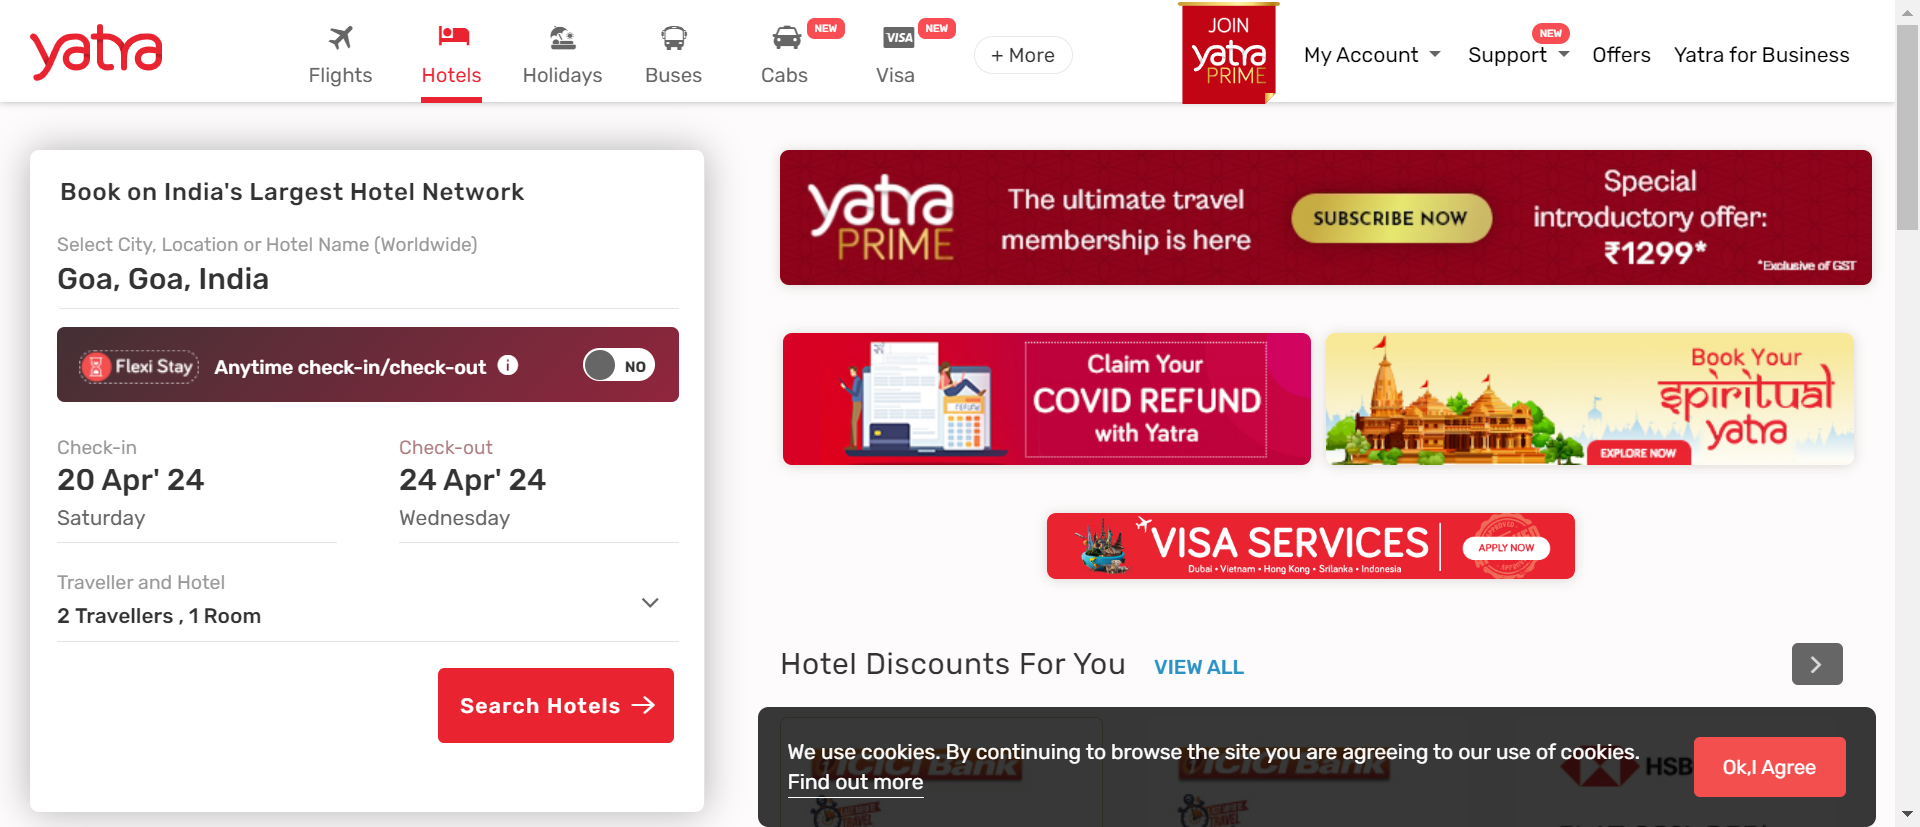 yatra
Flights
Hotels
Holidays
Buses
NEW
Cabs
VISA
NEW
Visa
+ More
JOIN
yatra
PRIME
My Account
NEW
Support
Offers
Yatra for Business
Book on India's Largest Hotel Network
Select City, Location or Hotel Name (Worldwide)
Goa, Goa, India
Flexi Stay
Anytime check-in/check-out
i
NO
Check-in
20 Apr' 24
Saturday
Check-out
24 Apr' 24
Wednesday
Traveller and Hotel
2 Travellers , 1 Room
Search Hotels
yatra
PRIME
The ultimate travel
membership is here
SUBSCRIBE NOW
Special
introductory offer:
₹1299*
*Exclusive of GST
refund
Claim Your
COVID REFUND
with Yatra
Book Your
spiritual
yatra
EXPLORE NOW
VISA SERVICES
Dubai • Vietnam • Hong Kong • Srilanka • Indonesia
APPLY NOW
Hotel Discounts For You
VIEW ALL
We use cookies. By continuing to browse the site you are agreeing to our use of cookies.
Find out more
Ok,I Agree
ICICI Bank
ICICI Bank
HSB